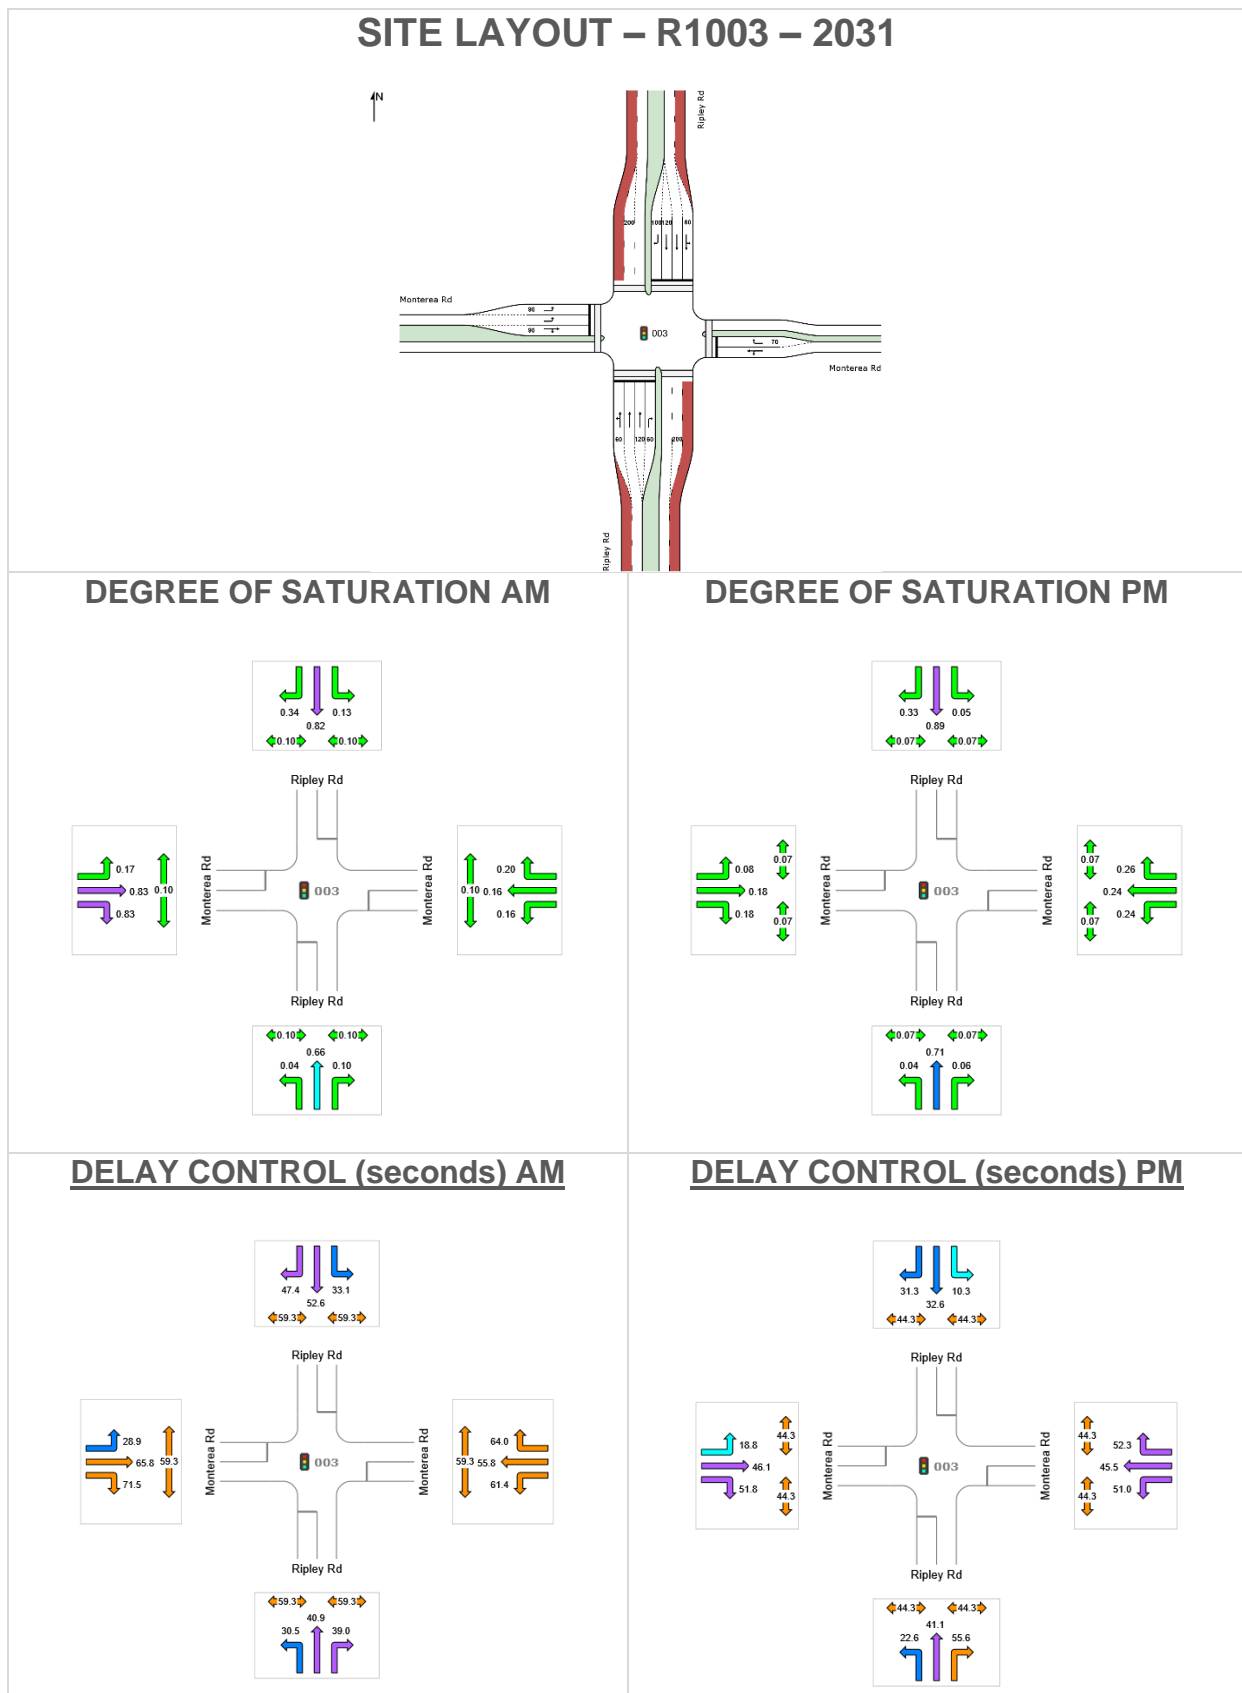 SITE LAYOUT – R1003 – 2031
N
Ripley Rd
200 100 120 80
Monterea Rd
90
90
003
70
Monterea Rd
60 120 60 200
Ripley Rd
DEGREE OF SATURATION AM
0.34 0.13
0.82
0.10 0.10
Ripley Rd
Monterea Rd
Monterea Rd
0.17
0.83 0.10
0.83
003
0.20
0.10 0.16
0.16
Ripley Rd
0.10 0.10
0.66
0.04 0.10
DEGREE OF SATURATION PM
0.33 0.05
0.89
0.07 0.07
Ripley Rd
Monterea Rd
Monterea Rd
0.07
0.08
0.18
0.18
0.07
003
0.07
0.26
0.24
0.24
0.07
Ripley Rd
0.07 0.07
0.71
0.04 0.06
DELAY CONTROL (seconds) AM
47.4 33.1
52.6
59.3 59.3
Ripley Rd
Monterea Rd
Monterea Rd
28.9
65.8 59.3
71.5
003
64.0
59.3 55.8
61.4
Ripley Rd
59.3 59.3
40.9
30.5 39.0
DELAY CONTROL (seconds) PM
31.3 10.3
32.6
44.3 44.3
Ripley Rd
Monterea Rd
Monterea Rd
44.3
18.8
46.1
51.8
44.3
003
44.3
52.3
45.5
51.0
44.3
Ripley Rd
44.3 44.3
41.1
22.6 55.6